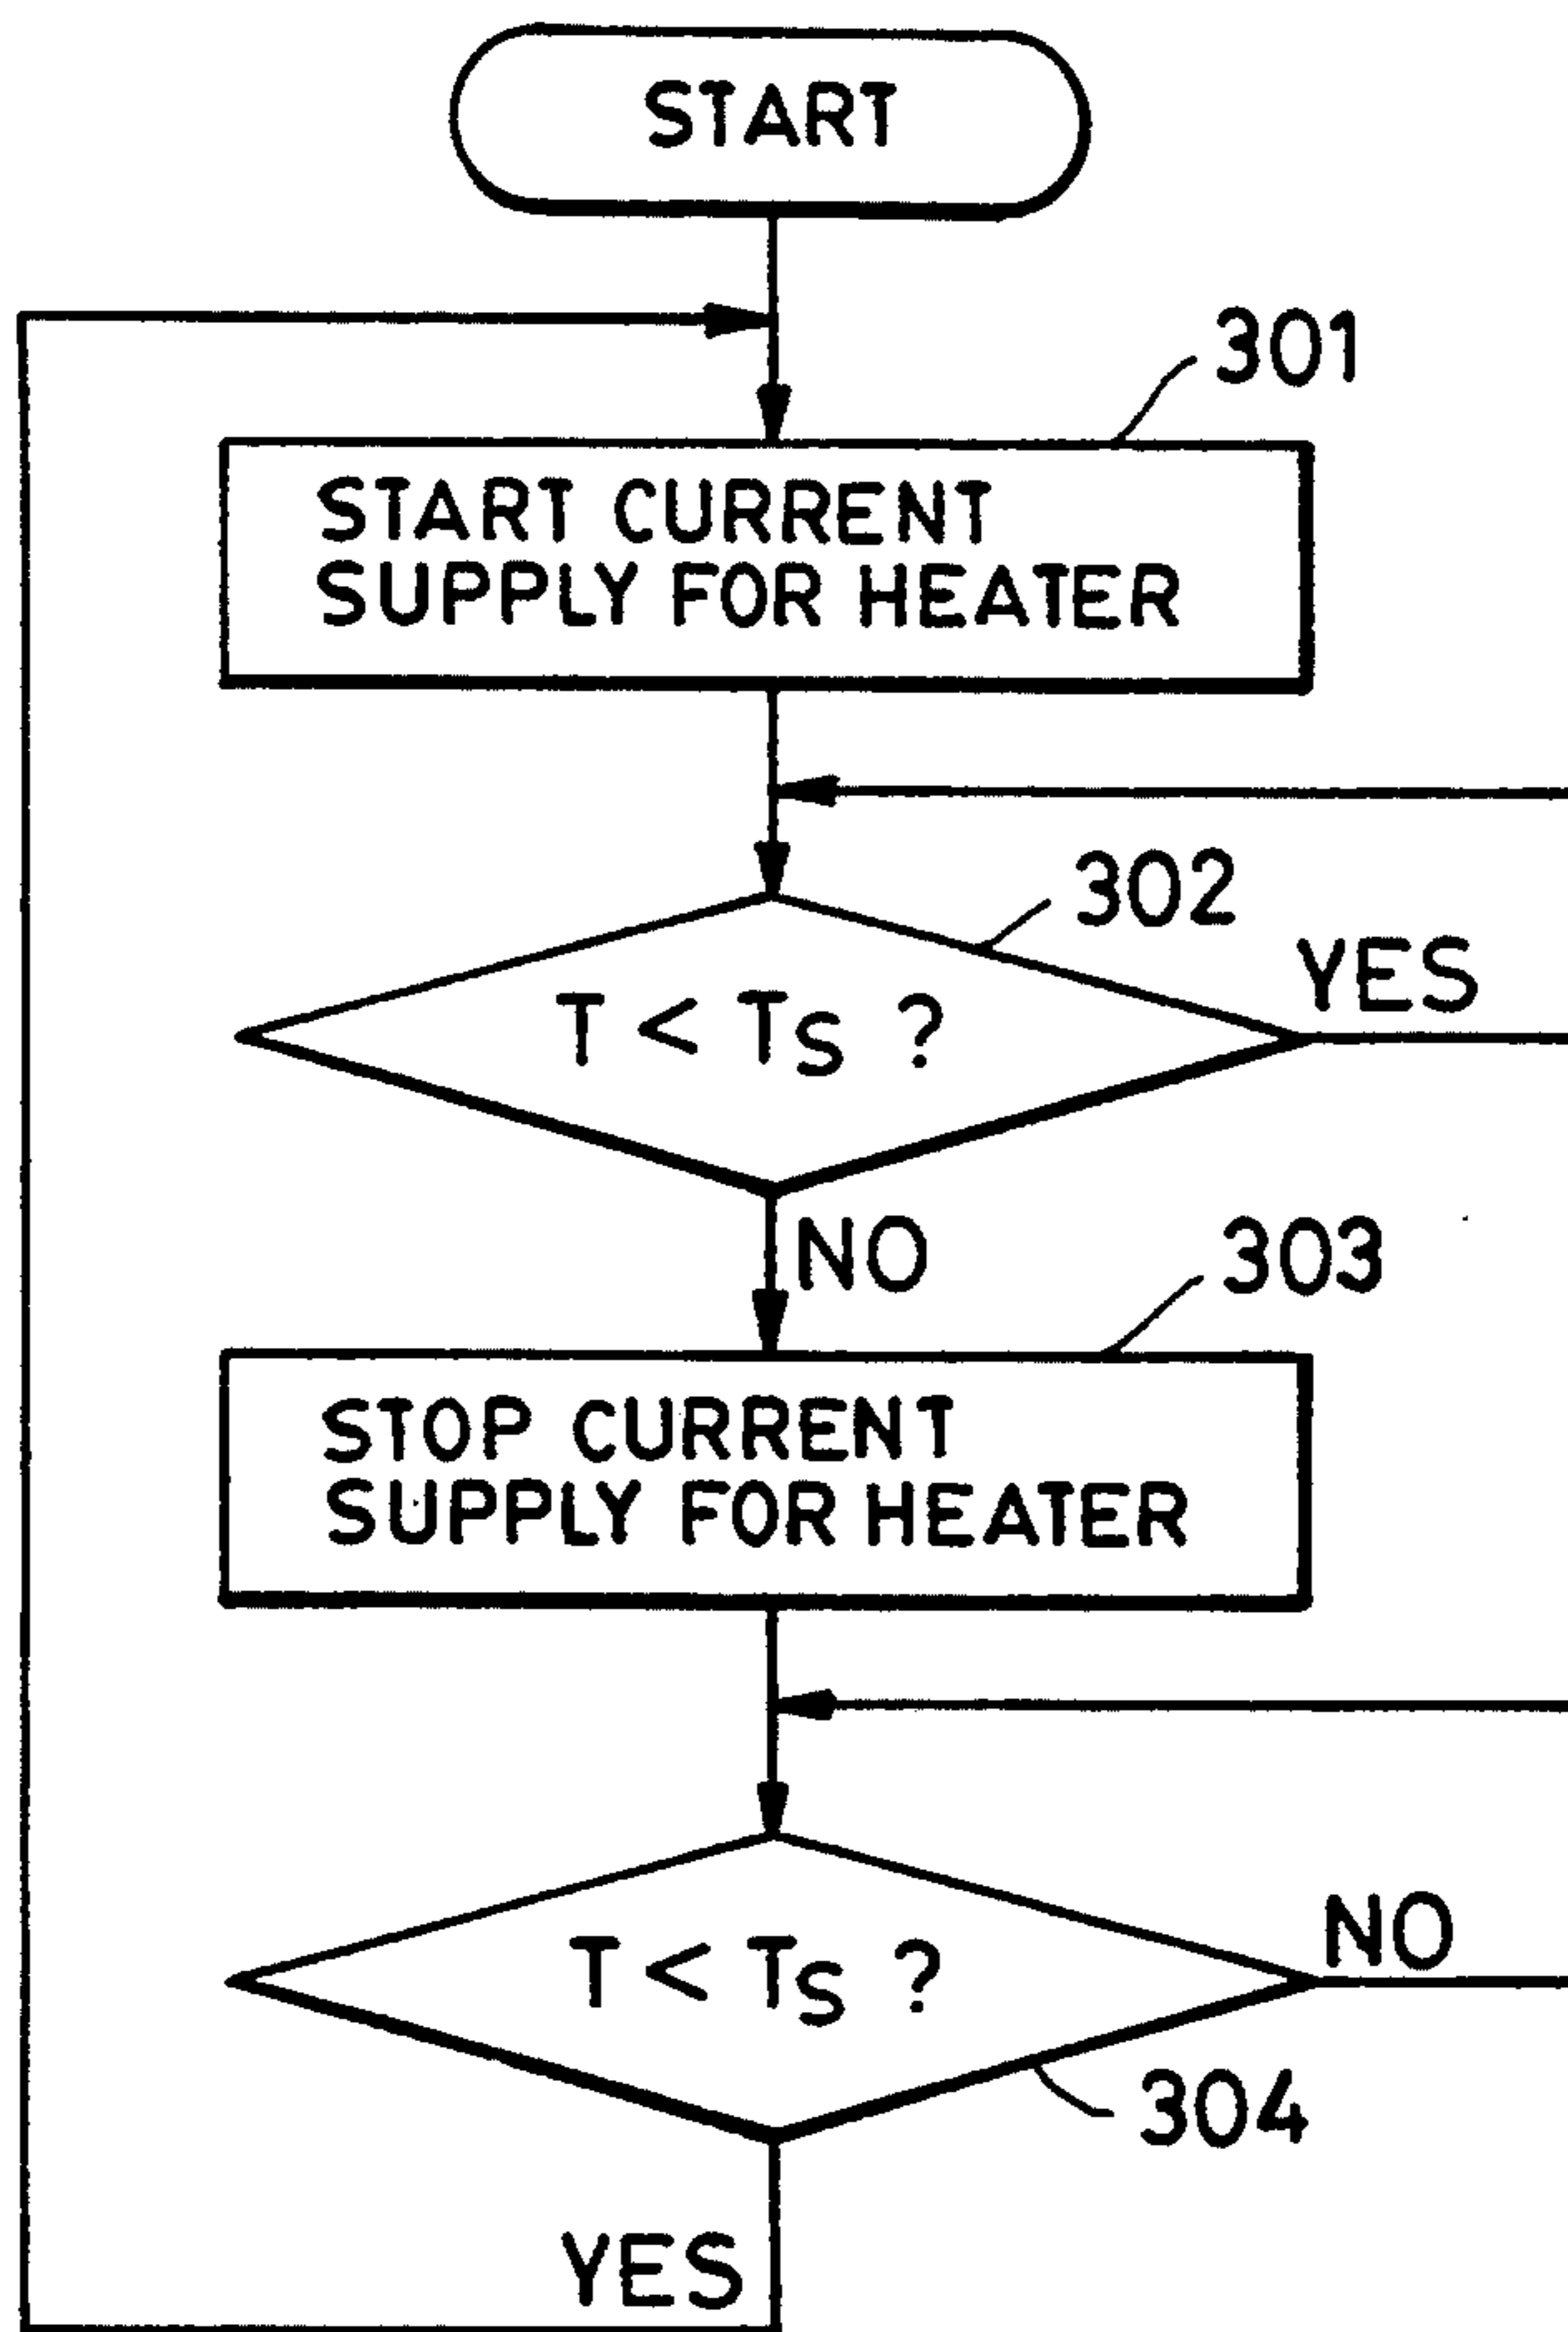 START
301
START CURRENT
SUPPLY FOR HEATER
302
YES
T < TS ?
NO
303
STOP CURRENT
SUPPLY FOR HEATER
NO
T < TS ?
304
YES